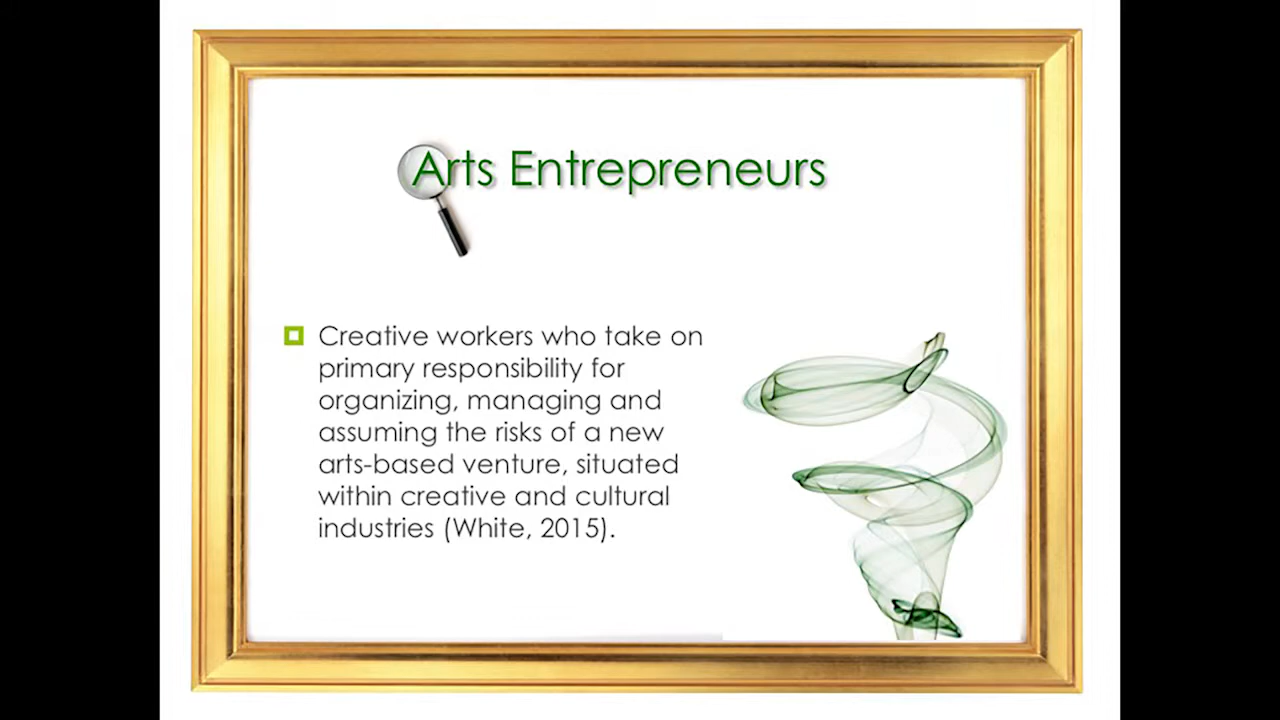 Arts Entrepreneurs
Creative workers who take on
primary responsibility for
organizing, managing and
assuming the risks of a new
arts-based venture, situated
within creative and cultural
industries (White, 2015).